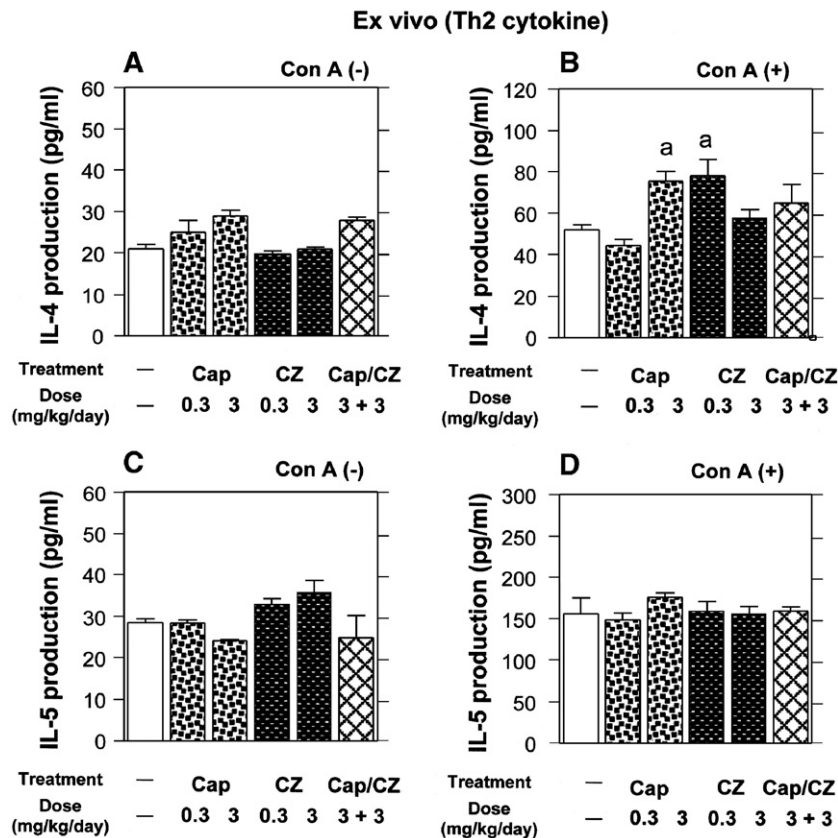 Ex vivo (Th2 cytokine)
A
Con A (-)
IL-4 production (pg/ml)
60
50
40
30
20
10
0
Treatment — Cap CZ Cap/CZ
Dose
(mg/kg/day) — 0.3 3 0.3 3 3 + 3
B
Con A (+)
IL-4 production (pg/ml)
120
100
80
60
40
20
0
a a
Treatment — Cap CZ Cap/CZ
Dose
(mg/kg/day) — 0.3 3 0.3 3 3 + 3
C
Con A (-)
IL-5 production (pg/ml)
60
50
40
30
20
10
0
Treatment — Cap CZ Cap/CZ
Dose
(mg/kg/day) — 0.3 3 0.3 3 3 + 3
D
Con A (+)
IL-5 production (pg/ml)
300
250
200
150
100
50
0
Treatment — Cap CZ Cap/CZ
Dose
(mg/kg/day) — 0.3 3 0.3 3 3 + 3